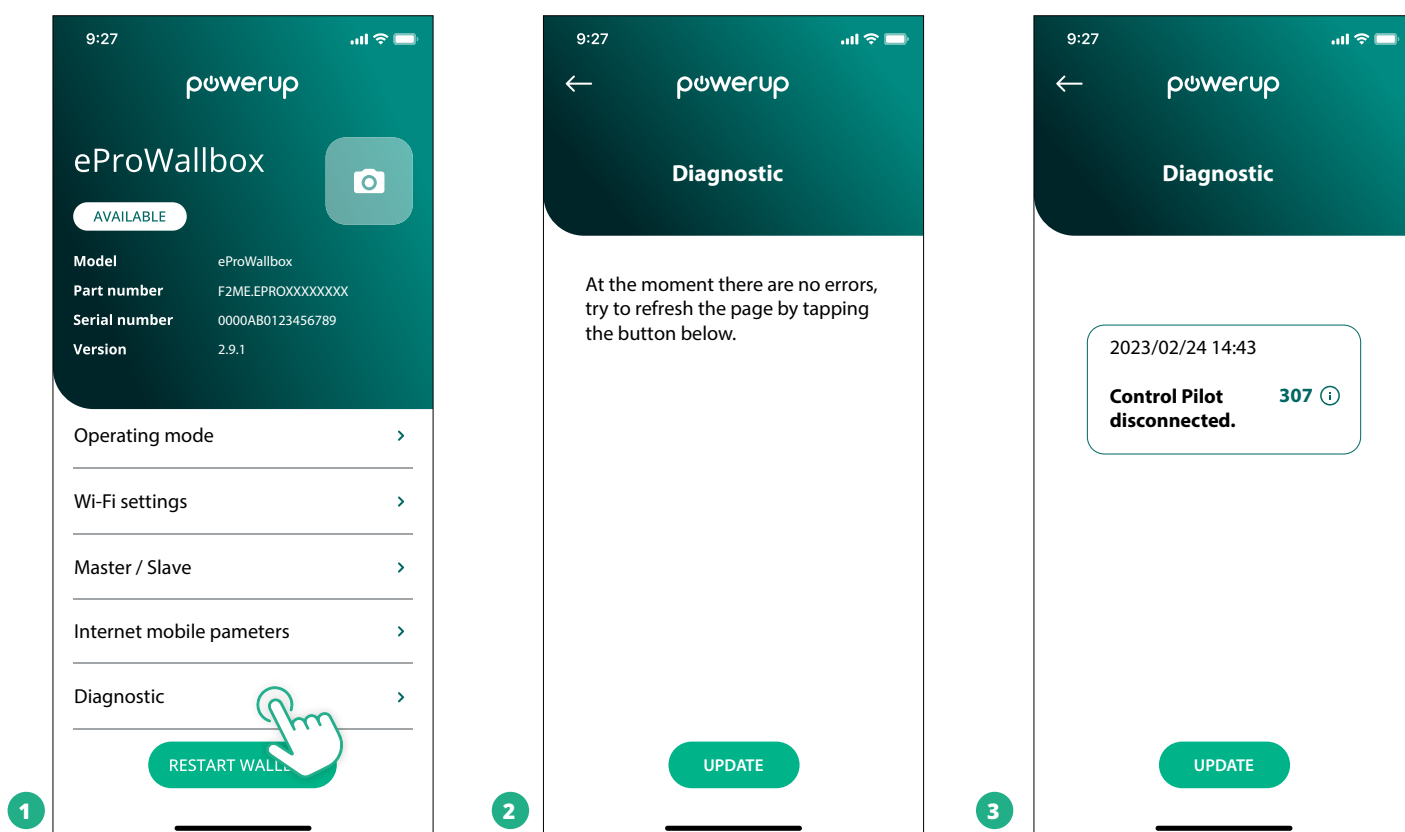 9:27
powerup
eProWallbox
AVAILABLE
Model eProWallbox
Part number F2ME.EPROXXXXXXXX
Serial number 0000AB0123456789
Version 2.9.1
Operating mode
Wi-Fi settings
Master / Slave
Internet mobile pameters
Diagnostic
RESTART
1
9:27
powerup
Diagnostic
At the moment there are no errors,
try to refresh the page by tapping
the button below.
UPDATE
2
9:27
powerup
Diagnostic
2023/02/24 14:43
Control Pilot 307
disconnected.
UPDATE
3